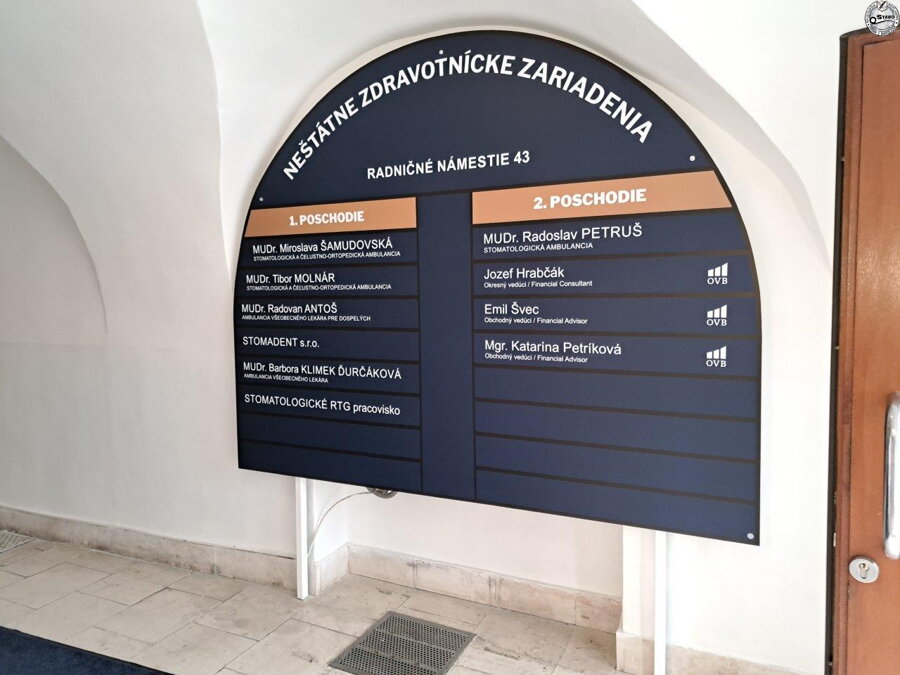 NEŠTÁTNE ZDRAVOTNÍCKE ZARIADENIA
RADNIČNÉ NÁMESTIE 43
1. POSCHODIE
MUDr. Miroslava ŠAMUDOVSKÁ
STOMATOLOGICKÁ A ČELUSTNO-ORTOPEDICKÁ AMBULANCIA
MUDr. Tibor MOLNÁR
STOMATOLOGICKÁ A ČELUSTNO-ORTOPEDICKÁ AMBULANCIA
MUDr. Radovan ANTOŠ
AMBULANCIA VŠEOBECNÉHO LEKÁRA PRE DOSPELÝCH
STOMADENT s.r.o.
MUDr. Barbora KLIMEK ĎURČÁKOVÁ
AMBULANCIA VŠEOBECNÉHO LEKÁRA
STOMATOLOGICKÉ RTG pracovisko
2. POSCHODIE
MUDr. Radoslav PETRUŠ
STOMATOLOGICKÁ AMBULANCIA
Jozef Hrabčák
Okresný vedúci / Financial Consultant
OVB
Emil Švec
Obchodný vedúci / Financial Advisor
OVB
Mgr. Katarína Petríková
Obchodný vedúci / Financial Advisor
OVB
STABO